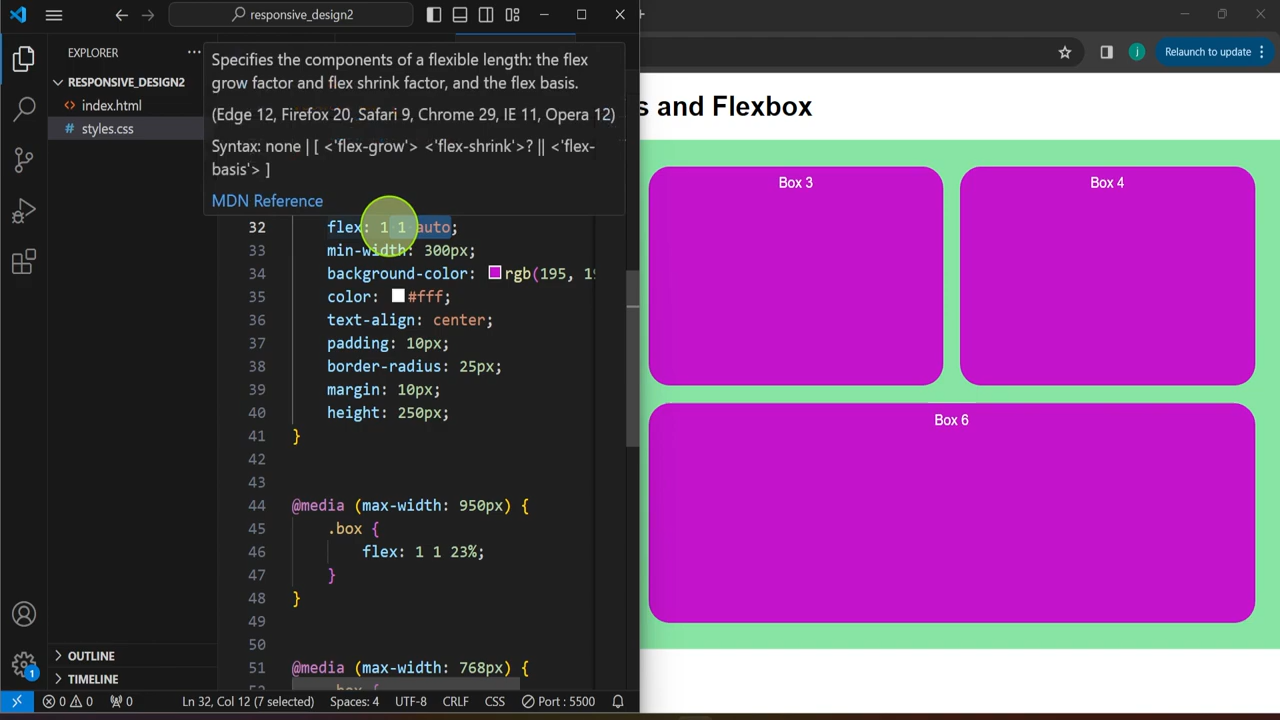 responsive_design2
EXPLORER
RESPONSIVE_DESIGN2
index.html
styles.css
OUTLINE
TIMELINE
Specifies the components of a flexible length: the flex
grow factor and flex shrink factor, and the flex basis.
(Edge 12, Firefox 20, Safari 9, Chrome 29, IE 11, Opera 12)
Syntax: none | [ <'flex-grow'> <'flex-shrink'>? || <'flex-
basis'> ]
MDN Reference
32 flex: 1 1 auto;
33 min-width: 300px;
34 background-color: rgb(195, 19
35 color: #fff;
36 text-align: center;
37 padding: 10px;
38 border-radius: 25px;
39 margin: 10px;
40 height: 250px;
41 }
42
43
44 @media (max-width: 950px) {
45 .box {
46 flex: 1 1 23%;
47 }
48 }
49
50
51 @media (max-width: 768px) {
1
0 0 0 Ln 32, Col 12 (7 selected) Spaces: 4 UTF-8 CRLF CSS Port : 5500
j Relaunch to update
s and Flexbox
Box 3
Box 4
Box 6